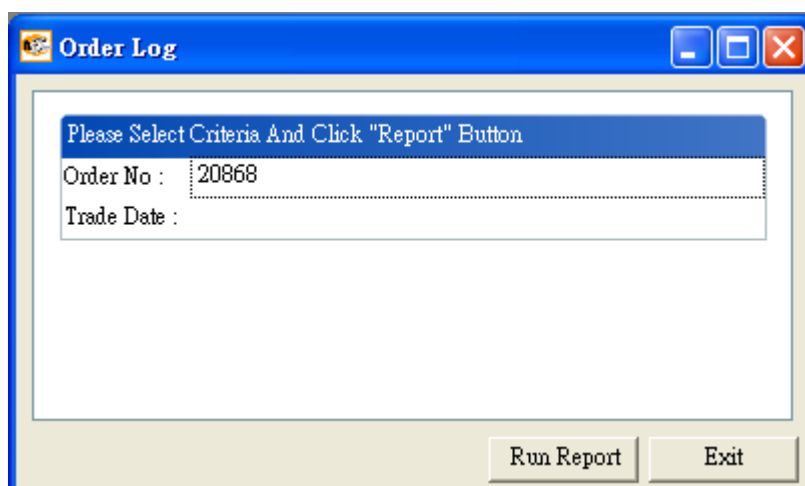 Order Log
Please Select Criteria And Click "Report" Button
Order No : 20868
Trade Date :
Run Report Exit